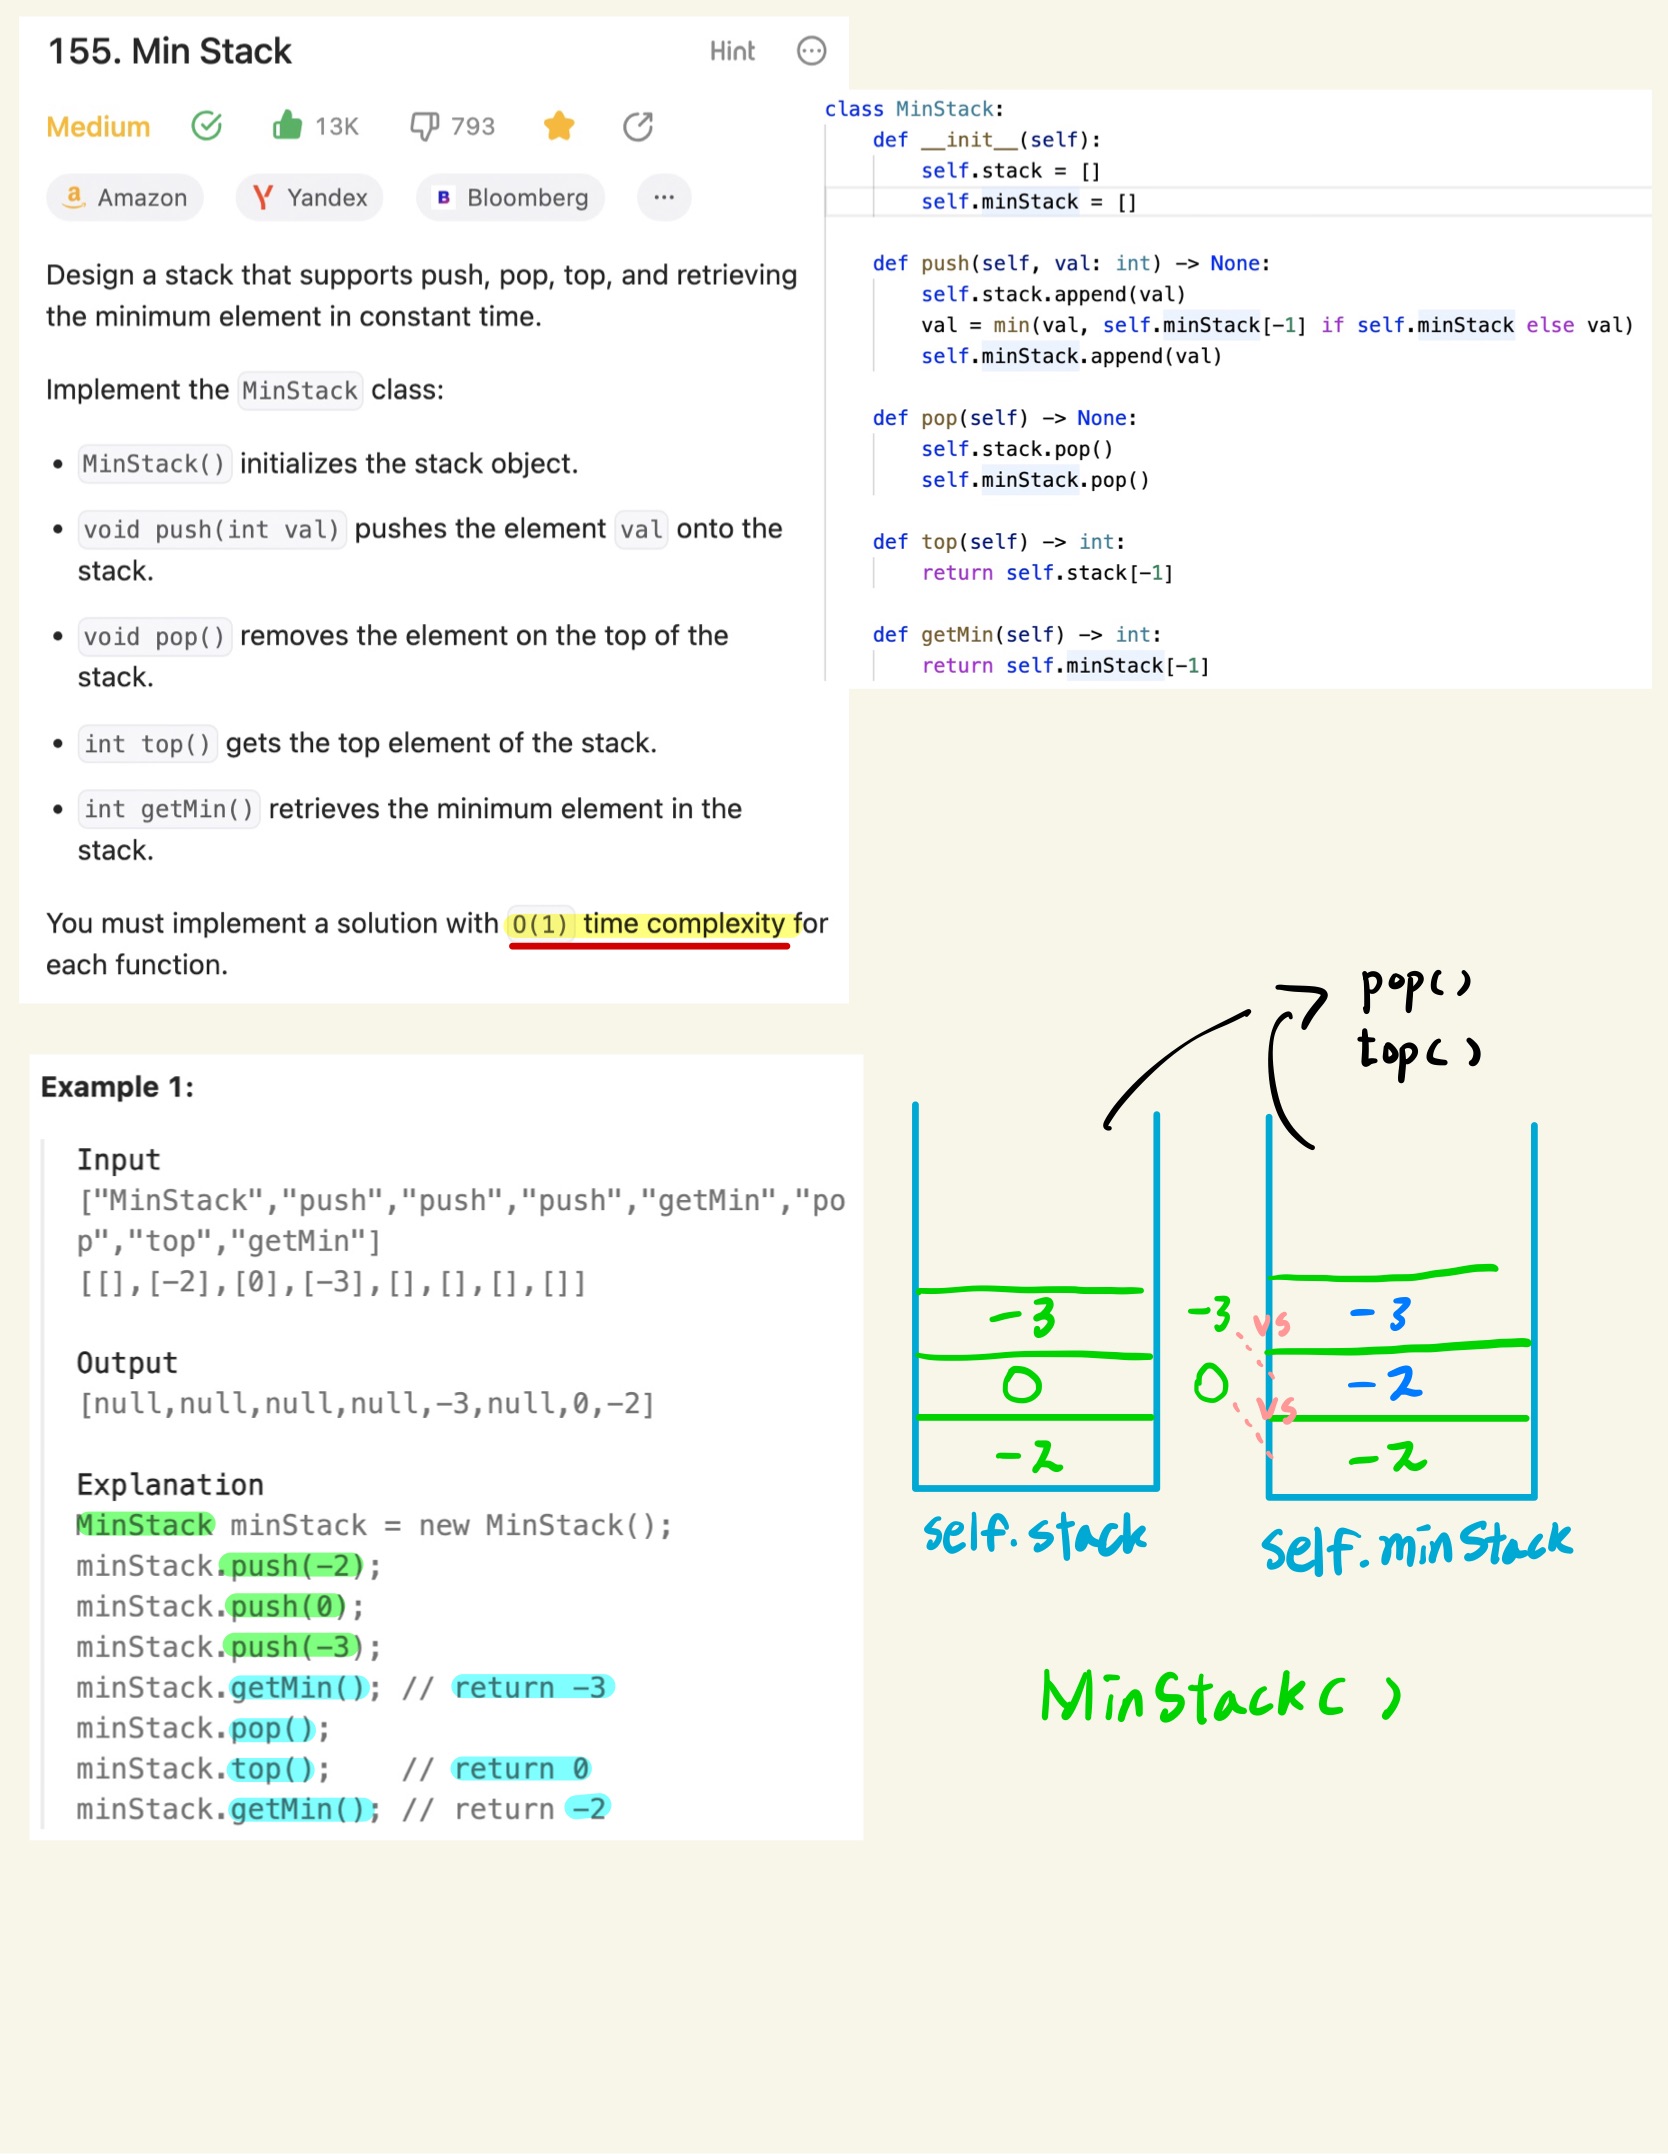 155. Min Stack
Hint
Medium 13K 793
Amazon Yandex Bloomberg ...
Design a stack that supports push, pop, top, and retrieving
the minimum element in constant time.
Implement the MinStack class:
• MinStack() initializes the stack object.
• void push(int val) pushes the element val onto the
stack.
• void pop() removes the element on the top of the
stack.
• int top() gets the top element of the stack.
• int getMin() retrieves the minimum element in the
stack.
You must implement a solution with O(1) time complexity for
each function.
class MinStack:
    def __init__(self):
        self.stack = []
        self.minStack = []
    def push(self, val: int) -> None:
        self.stack.append(val)
        val = min(val, self.minStack[-1] if self.minStack else val)
        self.minStack.append(val)
    def pop(self) -> None:
        self.stack.pop()
        self.minStack.pop()
    def top(self) -> int:
        return self.stack[-1]
    def getMin(self) -> int:
        return self.minStack[-1]
Example 1:
Input
["MinStack","push","push","push","getMin","po
p","top","getMin"]
[[],[-2],[0],[-3],[],[],[],[]]
Output
[null,null,null,null,-3,null,0,-2]
Explanation
MinStack minStack = new MinStack();
minStack.push(-2);
minStack.push(0);
minStack.push(-3);
minStack.getMin(); // return -3
minStack.pop();
minStack.top();    // return 0
minStack.getMin(); // return -2
pop()
top()
-3 -3 vs -3
0 0 vs -2
-2 -2
self.stack self.minStack
MinStack()